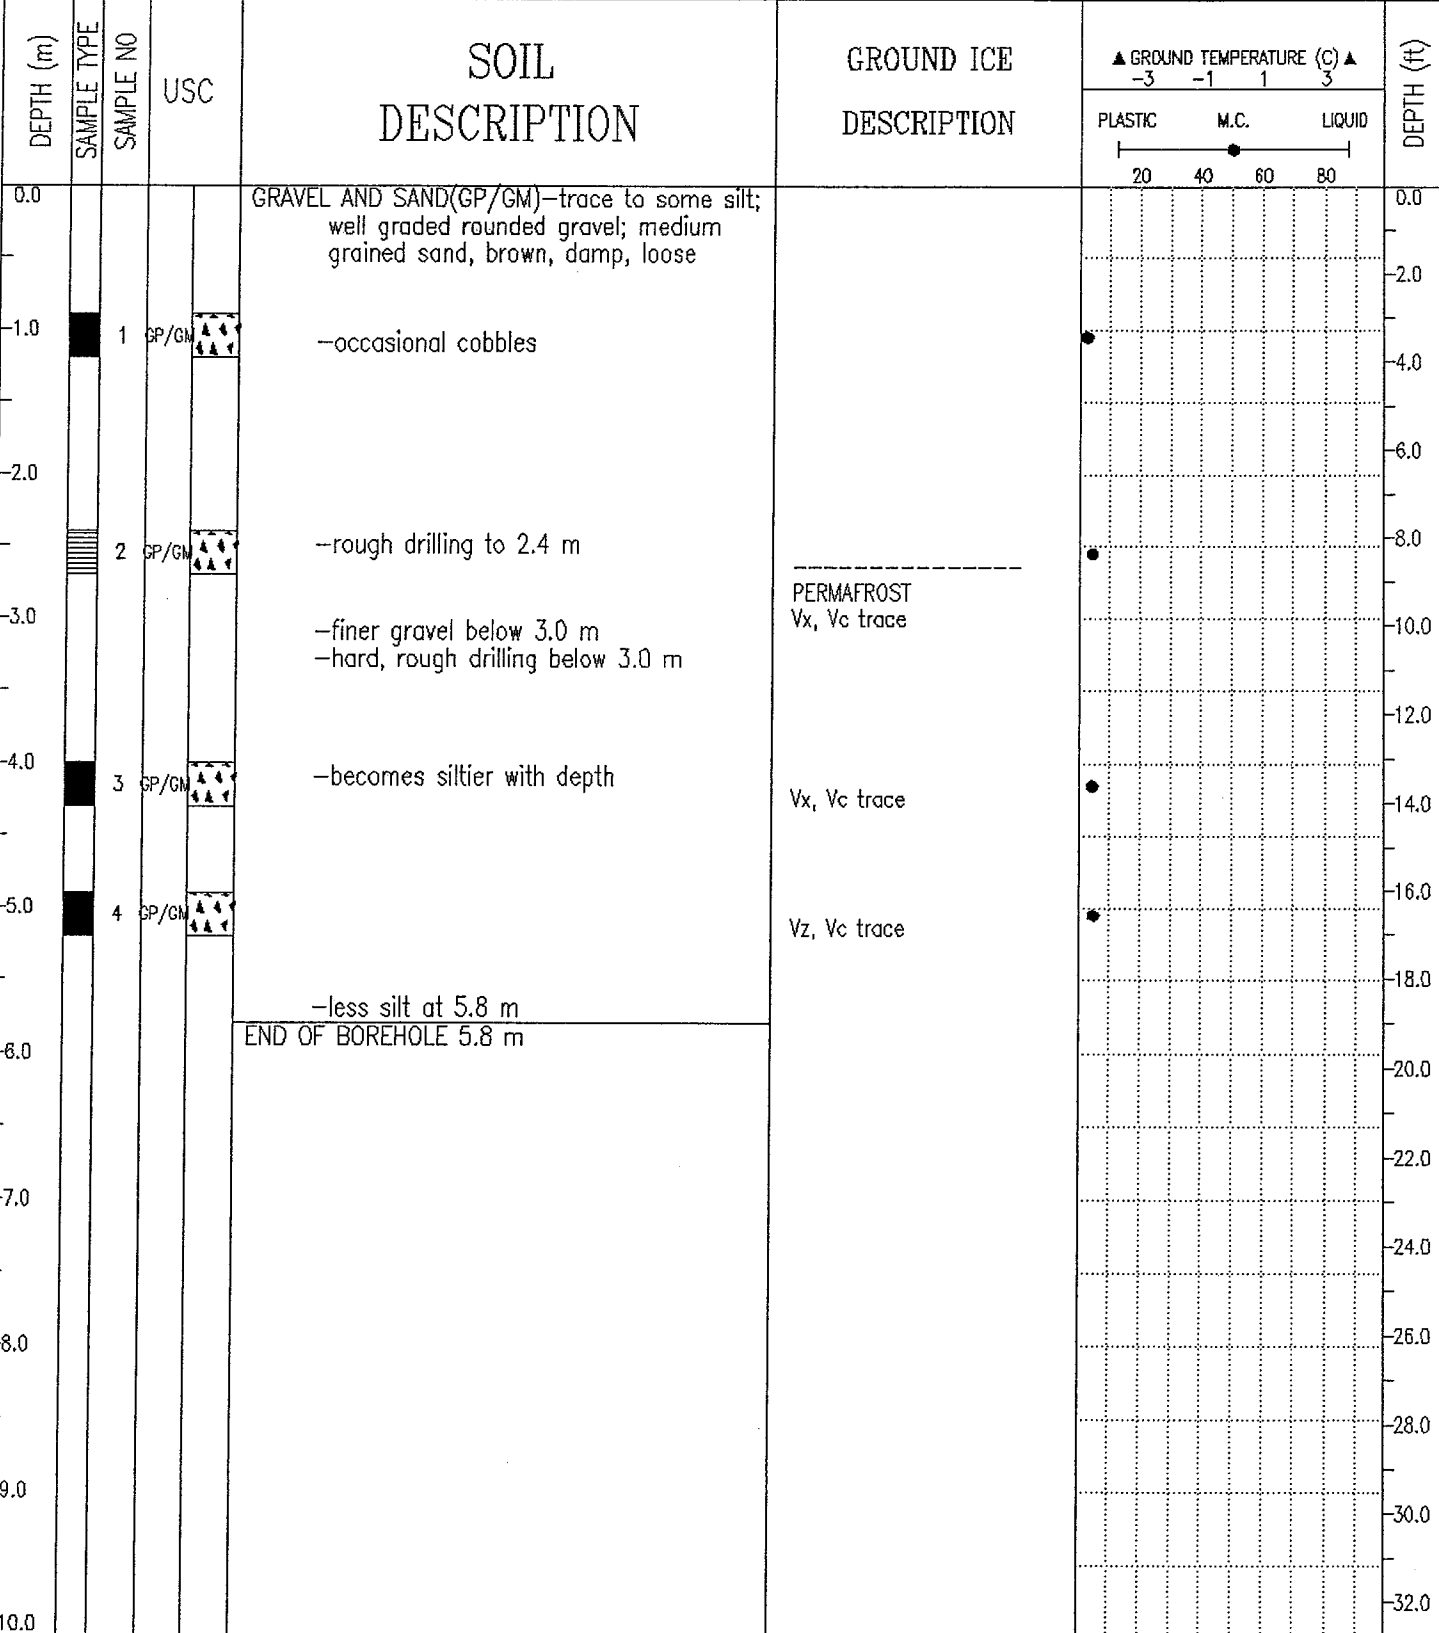 DEPTH (m)
SAMPLE TYPE
SAMPLE NO
USC
SOIL
DESCRIPTION
GROUND ICE
DESCRIPTION
▲ GROUND TEMPERATURE (C) ▲
-3 -1 1 3
PLASTIC M.C. LIQUID
20 40 60 80
DEPTH (ft)
0.0
GRAVEL AND SAND(GP/GM)-trace to some silt;
well graded rounded gravel; medium
grained sand, brown, damp, loose
0.0
2.0
1.0
1 GP/GM
-occasional cobbles
4.0
6.0
2.0
8.0
2 GP/GM
-rough drilling to 2.4 m
PERMAFROST
Vx, Vc trace
3.0
10.0
-finer gravel below 3.0 m
-hard, rough drilling below 3.0 m
12.0
4.0
3 GP/GM
-becomes siltier with depth
Vx, Vc trace
14.0
16.0
5.0
4 GP/GM
Vz, Vc trace
18.0
-less silt at 5.8 m
END OF BOREHOLE 5.8 m
6.0
20.0
22.0
7.0
24.0
26.0
8.0
28.0
9.0
30.0
32.0
10.0